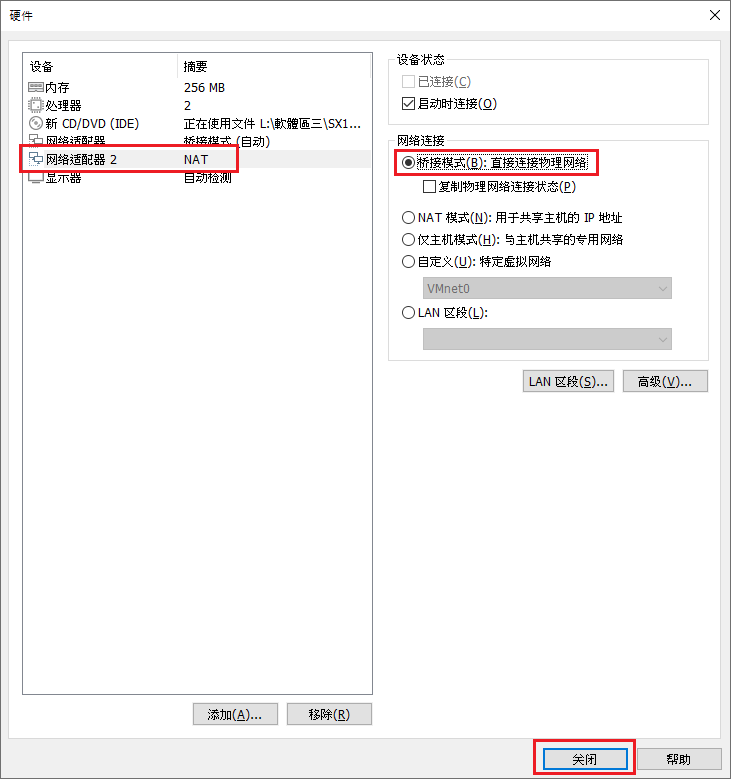 硬件
设备 摘要
内存 256 MB
处理器 2
新 CD/DVD (IDE) 正在使用文件 L:\軟體區三\SX1...
网络适配器 桥接模式 (自动)
网络适配器 2 NAT
显示器 自动检测
添加(A)... 移除(R)
设备状态
已连接(C)
启动时连接(O)
网络连接
桥接模式(B): 直接连接物理网络
复制物理网络连接状态(P)
NAT 模式(N): 用于共享主机的 IP 地址
仅主机模式(H): 与主机共享的专用网络
自定义(U): 特定虚拟网络
VMnet0
LAN 区段(L):
LAN 区段(S)... 高级(V)...
关闭 帮助